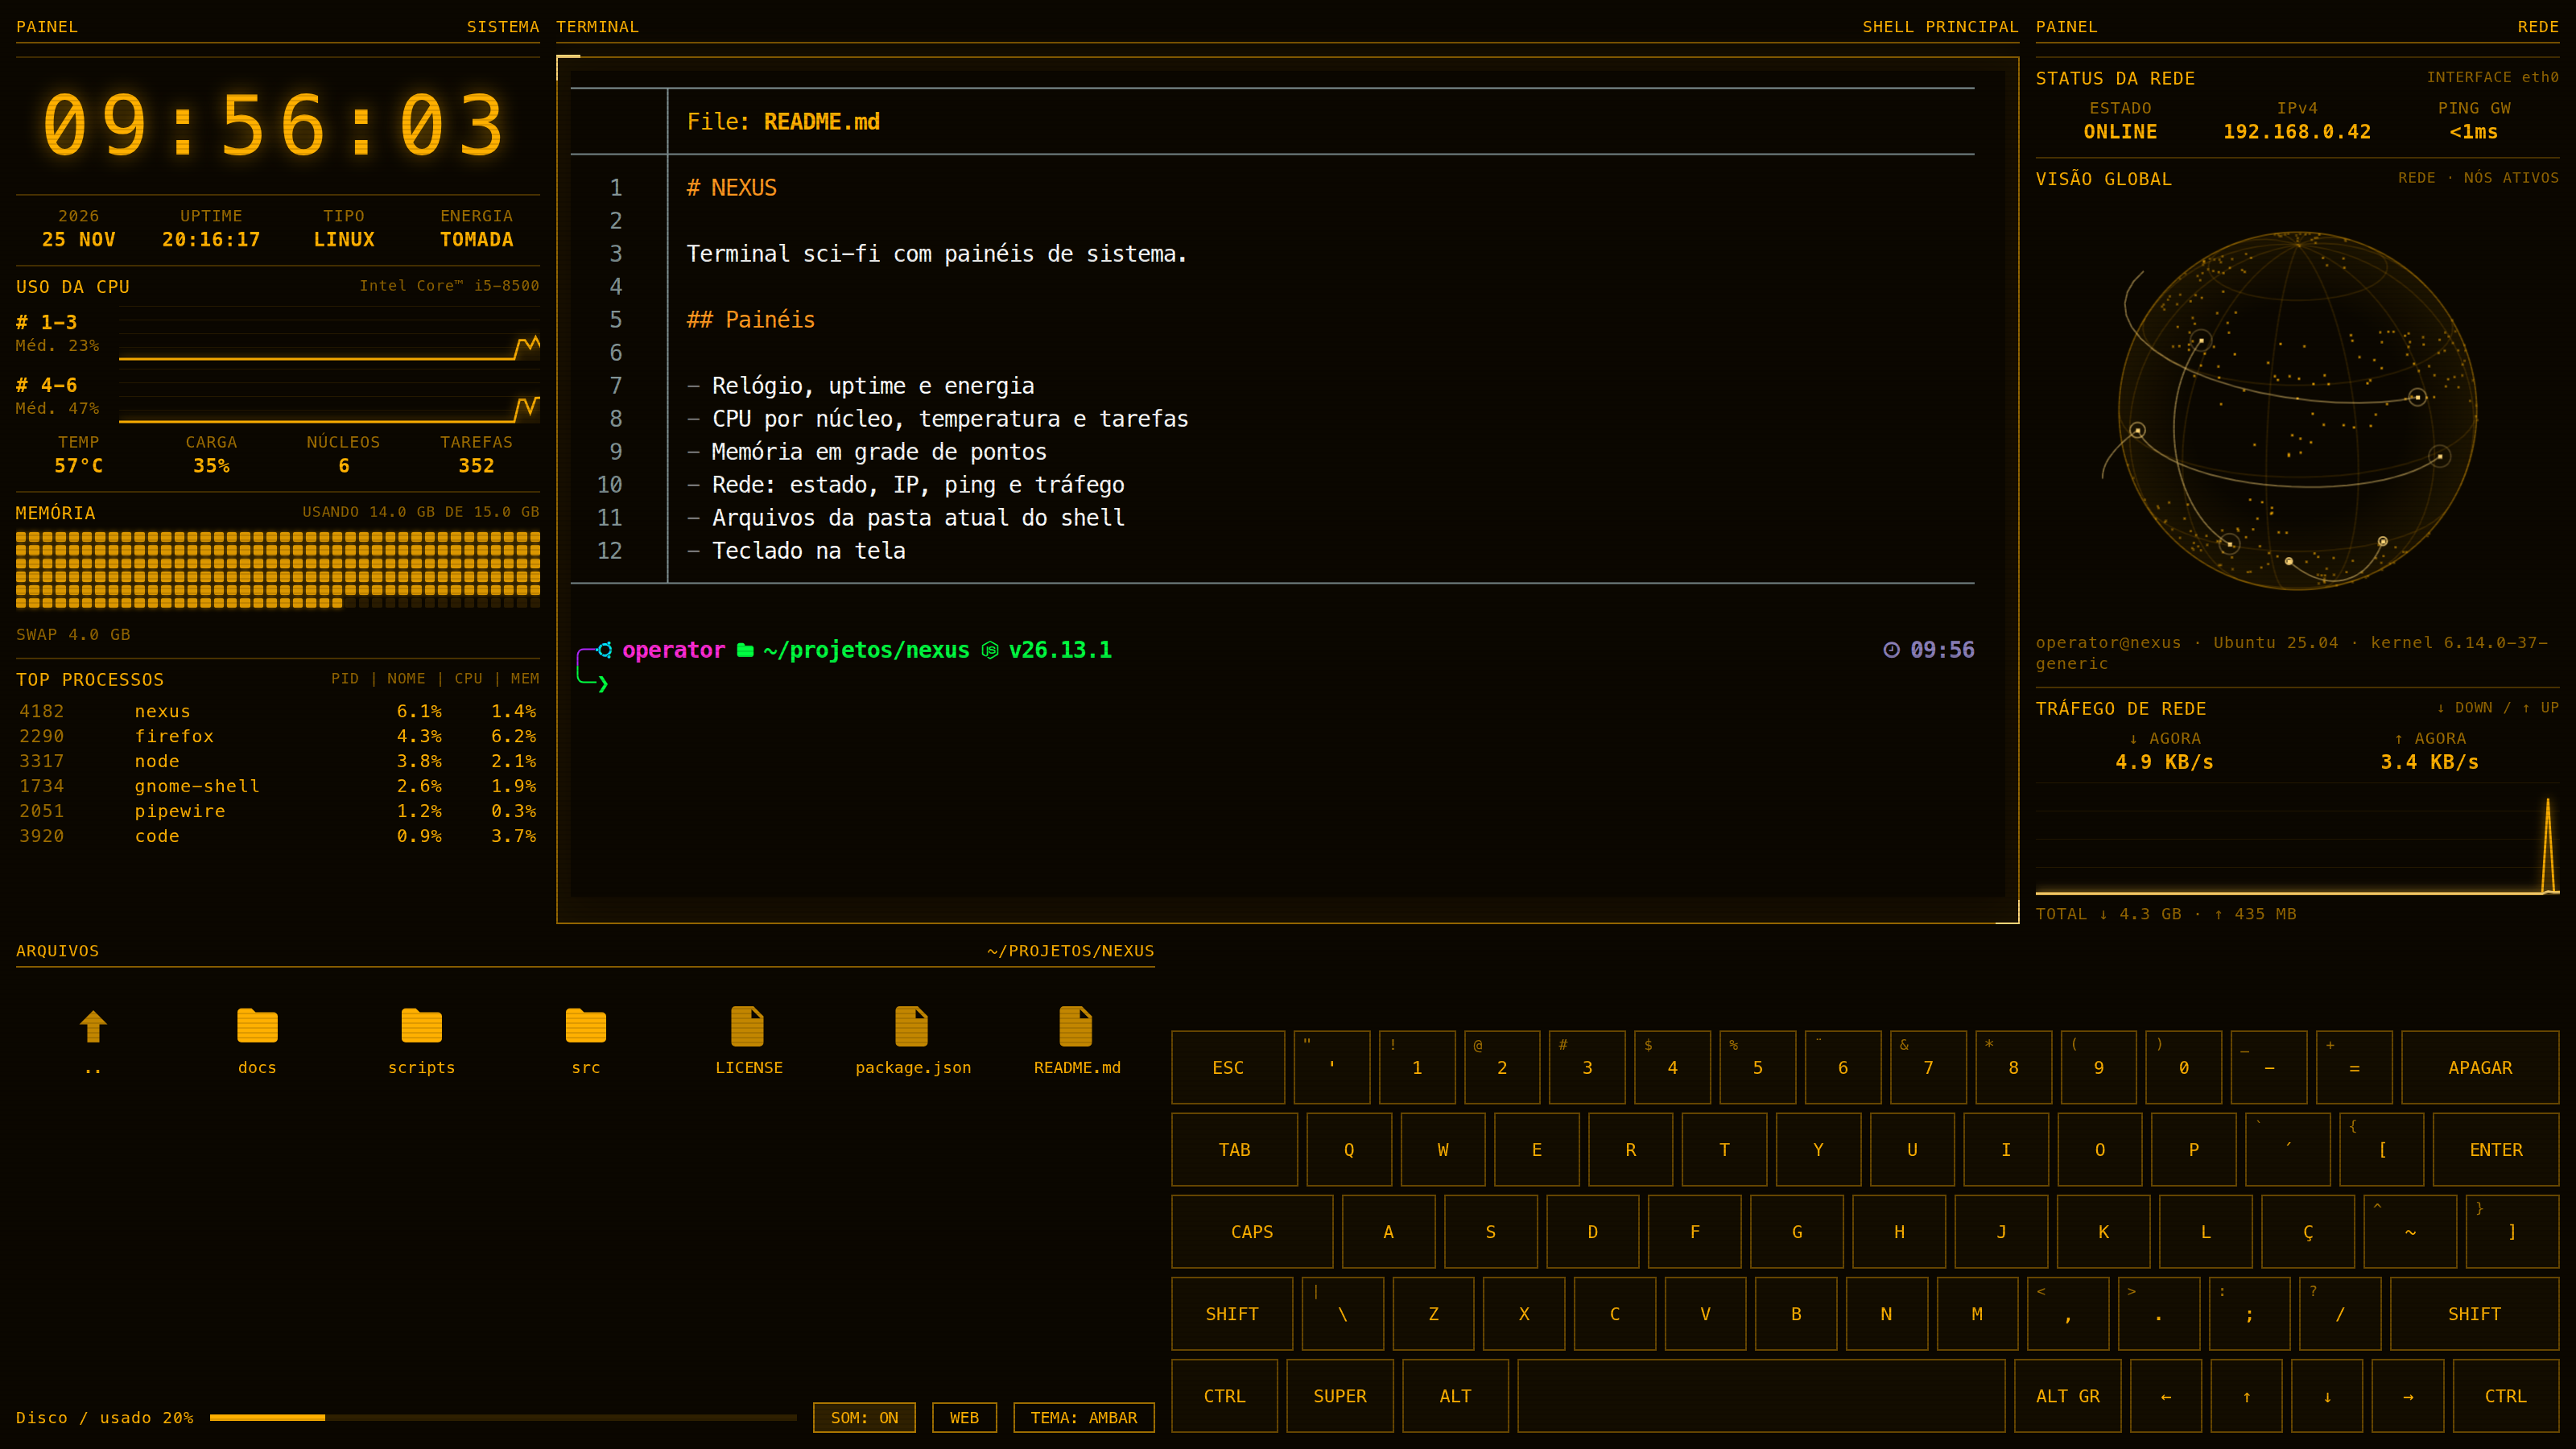 PAINEL SISTEMA
09:56:03
2026 UPTIME TIPO ENERGIA
25 NOV 20:16:17 LINUX TOMADA
USO DA CPU Intel Core™ i5-8500
# 1-3
Méd. 23%
# 4-6
Méd. 47%
TEMP CARGA NÚCLEOS TAREFAS
57°C 35% 6 352
MEMÓRIA USANDO 14.0 GB DE 15.0 GB
SWAP 4.0 GB
TOP PROCESSOS PID | NOME | CPU | MEM
4182 nexus 6.1% 1.4%
2290 firefox 4.3% 6.2%
3317 node 3.8% 2.1%
1734 gnome-shell 2.6% 1.9%
2051 pipewire 1.2% 0.3%
3920 code 0.9% 3.7%
TERMINAL SHELL PRINCIPAL
File: README.md
1 # NEXUS
2
3 Terminal sci-fi com painéis de sistema.
4
5 ## Painéis
6
7 - Relógio, uptime e energia
8 - CPU por núcleo, temperatura e tarefas
9 - Memória em grade de pontos
10 - Rede: estado, IP, ping e tráfego
11 - Arquivos da pasta atual do shell
12 - Teclado na tela
operator ~/projetos/nexus v26.13.1 09:56
❯
PAINEL REDE
STATUS DA REDE INTERFACE eth0
ESTADO IPv4 PING GW
ONLINE 192.168.0.42 <1ms
VISÃO GLOBAL REDE · NÓS ATIVOS
operator@nexus · Ubuntu 25.04 · kernel 6.14.0-37-
generic
TRÁFEGO DE REDE ↓ DOWN / ↑ UP
↓ AGORA ↑ AGORA
4.9 KB/s 3.4 KB/s
TOTAL ↓ 4.3 GB · ↑ 435 MB
ARQUIVOS ~/PROJETOS/NEXUS
.. docs scripts src LICENSE package.json README.md
Disco / usado 20% SOM: ON WEB TEMA: AMBAR
ESC " ' ! 1 @ 2 # 3 $ 4 % 5 ¨ 6 & 7 * 8 ( 9 ) 0 _ - + = APAGAR
TAB Q W E R T Y U I O P ` ´ { [ ENTER
CAPS A S D F G H J K L Ç ^ ~ } ]
SHIFT | \ Z X C V B N M < , > . : ; ? / SHIFT
CTRL SUPER ALT ALT GR ← ↑ ↓ → CTRL